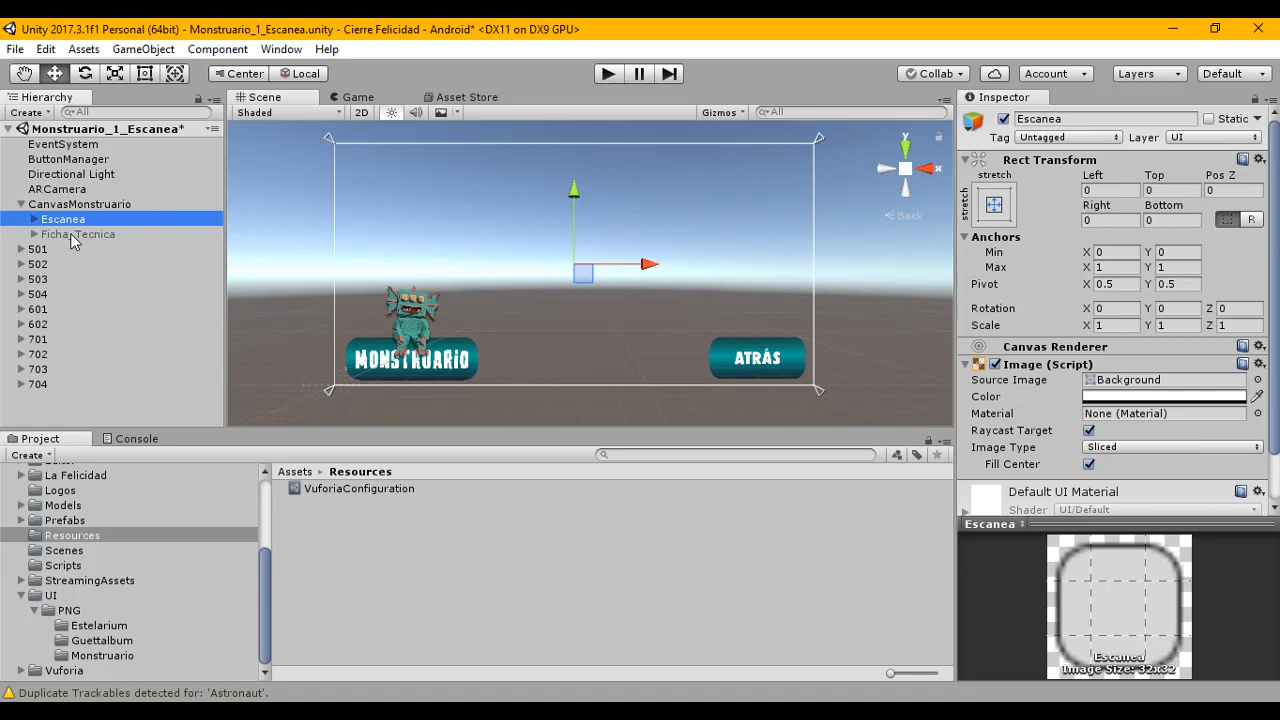 Unity 2017.3.1f1 Personal (64bit) - Monstruario_1_Escanea.unity - Cierre Felicidad - Android* <DX11 on DX9 GPU>
File Edit Assets GameObject Component Window Help
Center Local Collab Account Layers Default
Hierarchy Scene Game Asset Store Inspector
Create All Shaded 2D Gizmos All
Escanea Static
Tag Untagged Layer UI
Monstruario_1_Escanea*
EventSystem
ButtonManager
Directional Light
ARCamera
CanvasMonstruario
Escanea
Ficha_Tecnica
501
502
503
504
601
602
701
702
703
704
y
x
Back
MONSTRUARIO
ATRÁS
Rect Transform
stretch Left Top Pos Z
stretch 0 0 0
Right Bottom
0 0 R
Anchors
Min X 0 Y 0
Max X 1 Y 1
Pivot X 0.5 Y 0.5
Rotation X 0 Y 0 Z 0
Scale X 1 Y 1 Z 1
Canvas Renderer
Image (Script)
Source Image Background
Color
Material None (Material)
Raycast Target
Image Type Sliced
Fill Center
Default UI Material
Shader UI/Default
Escanea
Escanea
Image Size: 32x32
Project Console
Create
La Felicidad
Logos
Models
Prefabs
Resources
Scenes
Scripts
StreamingAssets
UI
PNG
Estelarium
Guettalbum
Monstruario
Vuforia
Assets Resources
VuforiaConfiguration
Duplicate Trackables detected for: 'Astronaut'.